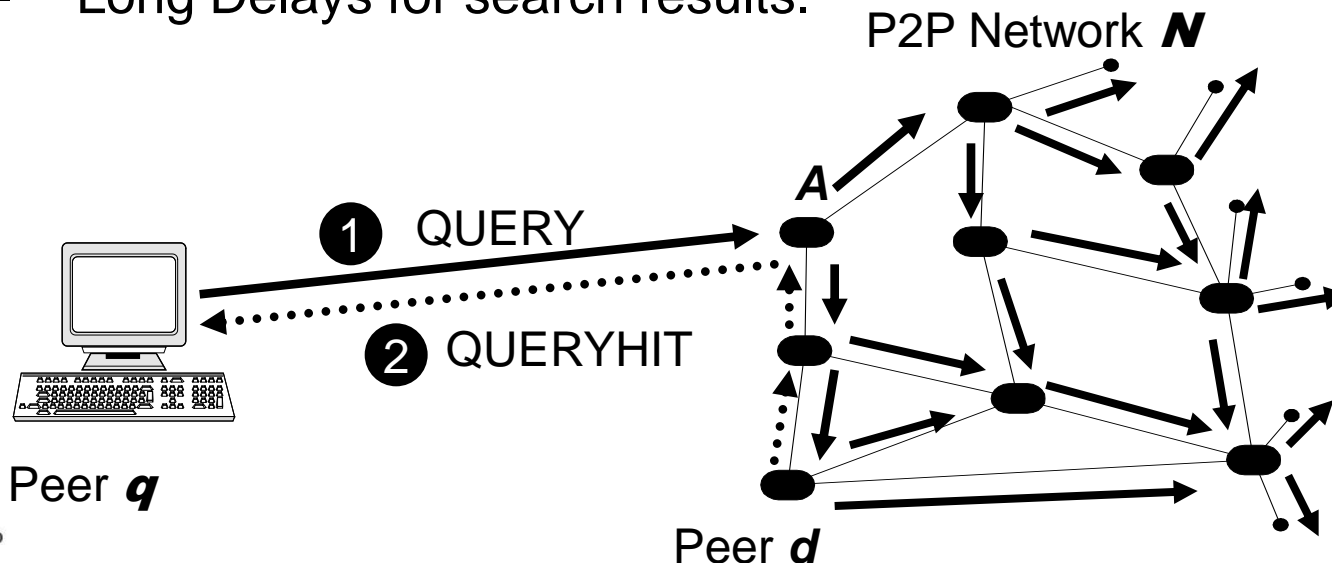 Long Delays for search results.
P2P Network N
A
1 QUERY
2 QUERYHIT
Peer q
Peer d